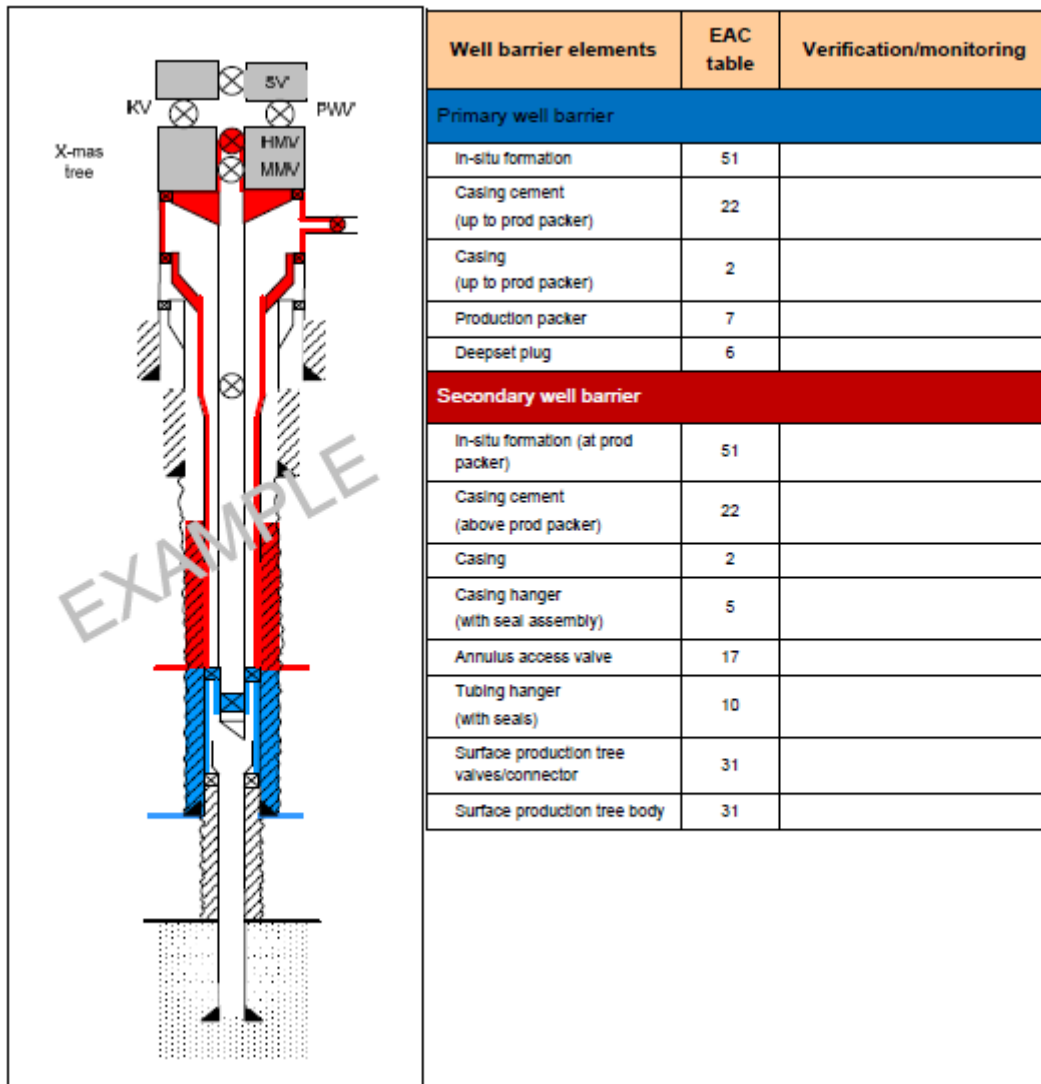 SV
KV
PWV
X-mas
tree
HMV
MMV
EXAMPLE
Well barrier elements
EAC
table
Verification/monitoring
Primary well barrier
In-situ formation
51
Casing cement
(up to prod packer)
22
Casing
(up to prod packer)
2
Production packer
7
Deepset plug
6
Secondary well barrier
In-situ formation (at prod
packer)
51
Casing cement
(above prod packer)
22
Casing
2
Casing hanger
(with seal assembly)
5
Annulus access valve
17
Tubing hanger
(with seals)
10
Surface production tree
valves/connector
31
Surface production tree body
31